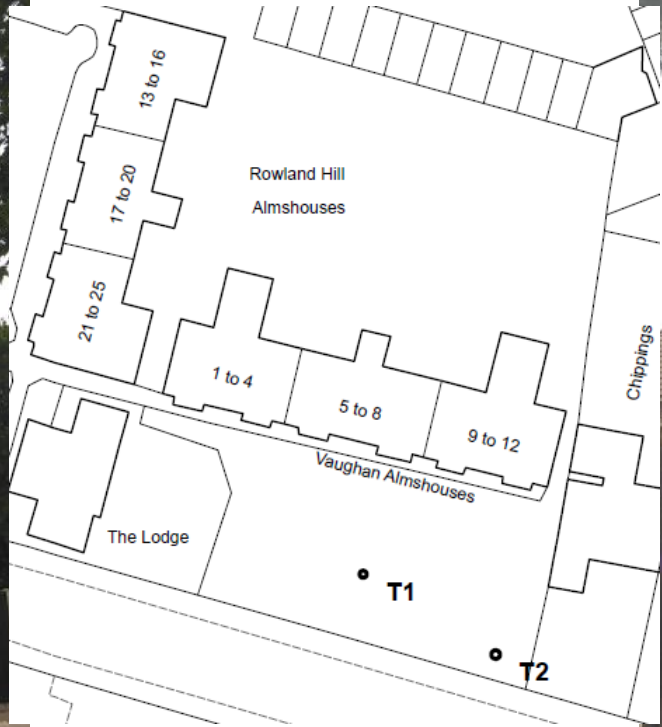 13 to 16
17 to 20
21 to 25
Rowland Hill
Almshouses
Chippings
1 to 4
5 to 8
9 to 12
Vaughan Almshouses
The Lodge
T1
T2